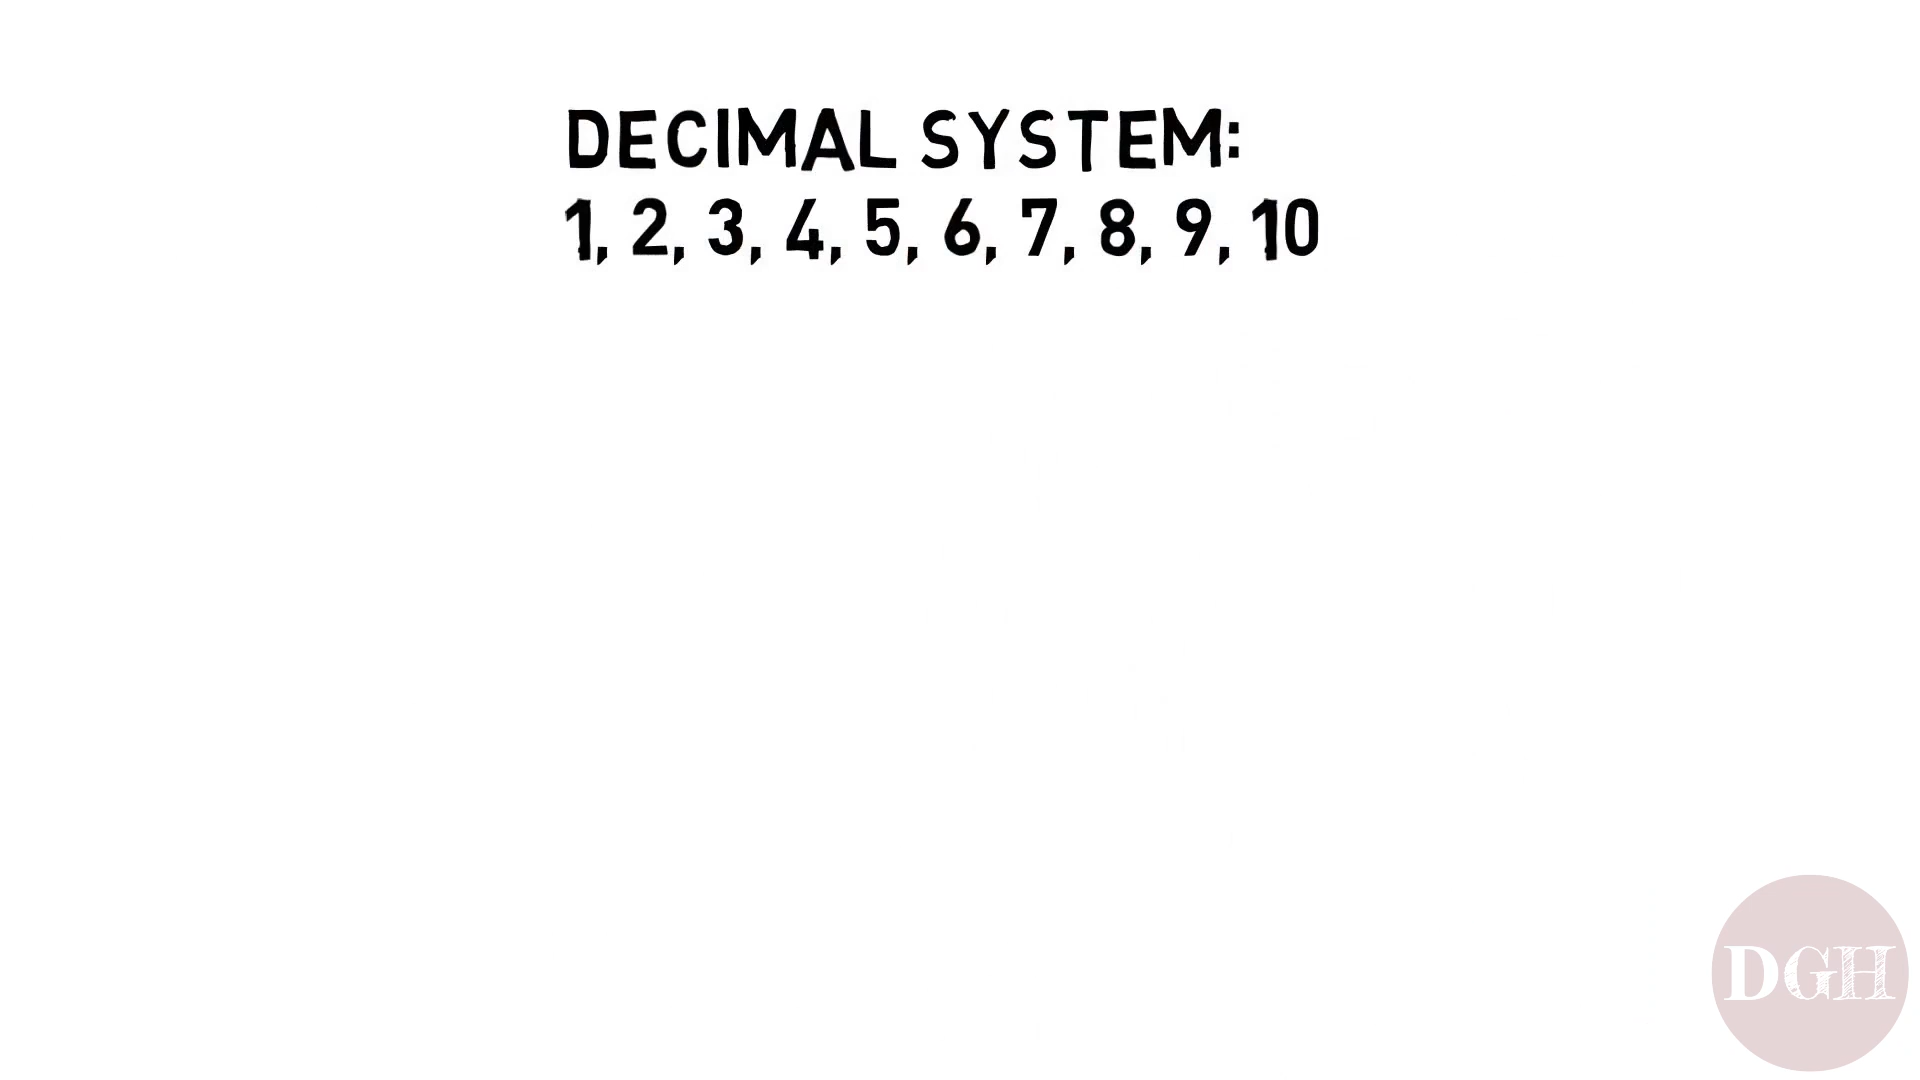 DECIMAL SYSTEM:
1, 2, 3, 4, 5, 6, 7, 8, 9, 10
DGH